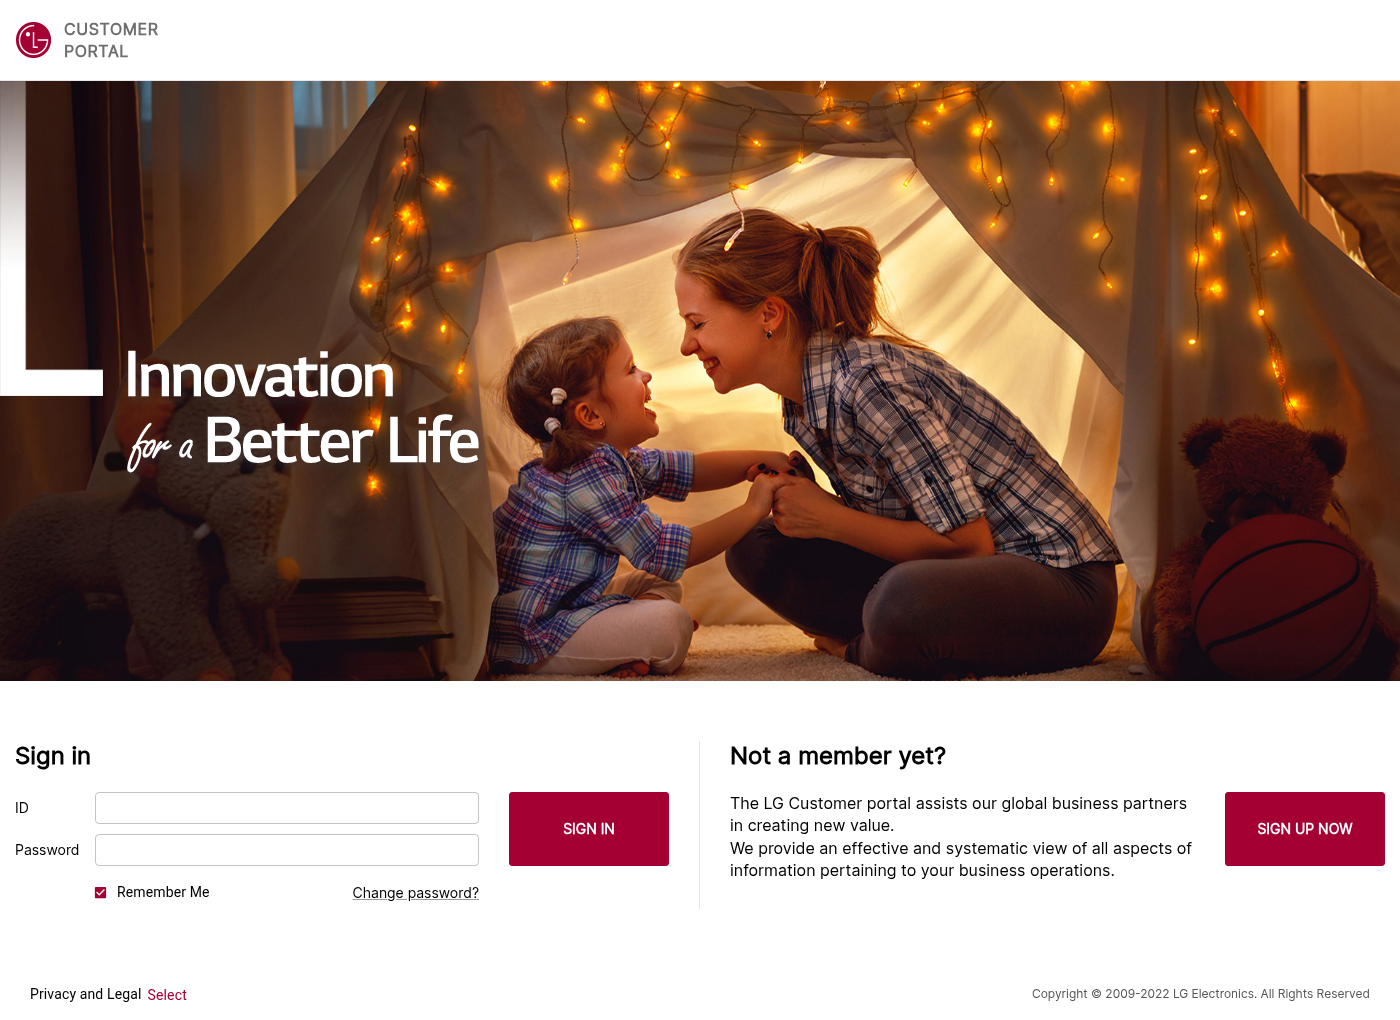 CUSTOMER
PORTAL
Innovation
for a Better Life
Sign in
ID
Password
SIGN IN
Remember Me
Change password?
Not a member yet?
The LG Customer portal assists our global business partners
in creating new value.
We provide an effective and systematic view of all aspects of
information pertaining to your business operations.
SIGN UP NOW
Privacy and Legal Select
Copyright © 2009-2022 LG Electronics. All Rights Reserved